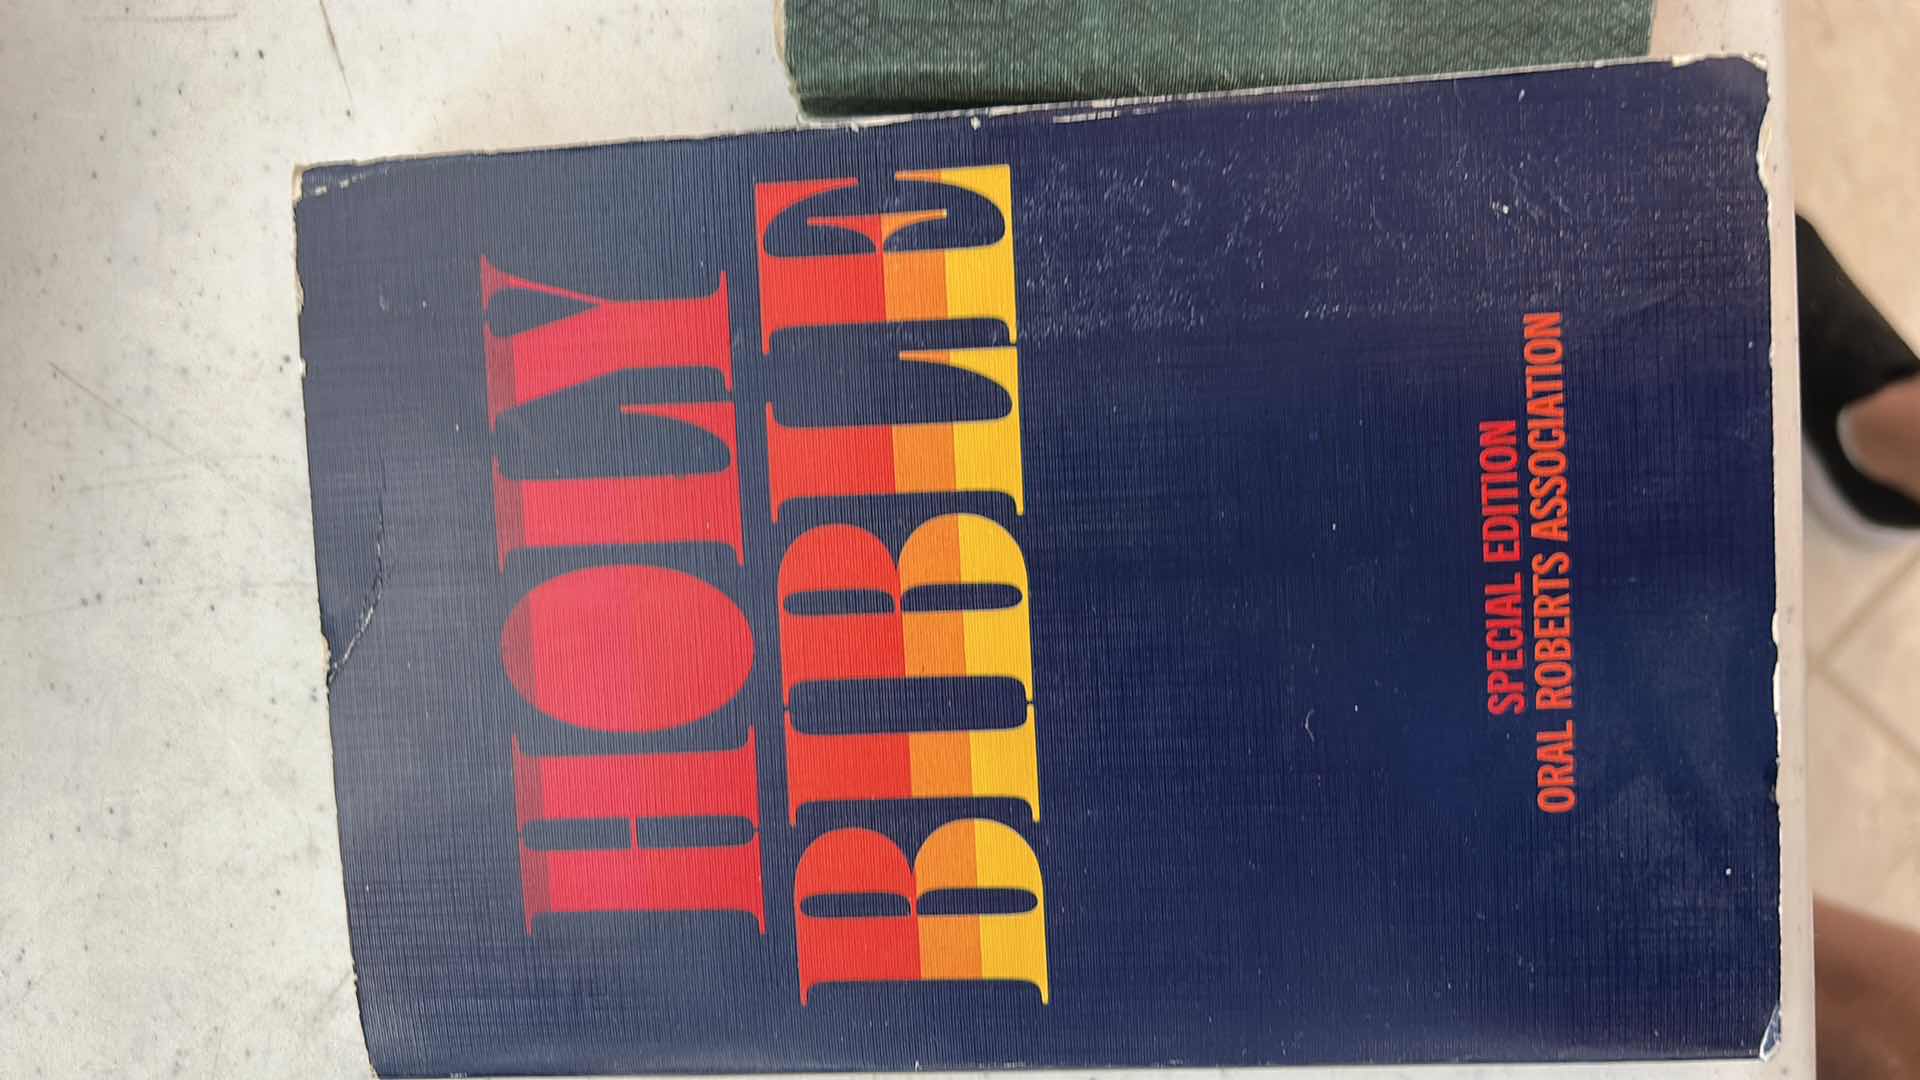 HOLY
BIBLE
SPECIAL EDITION
ORAL ROBERTS ASSOCIATION